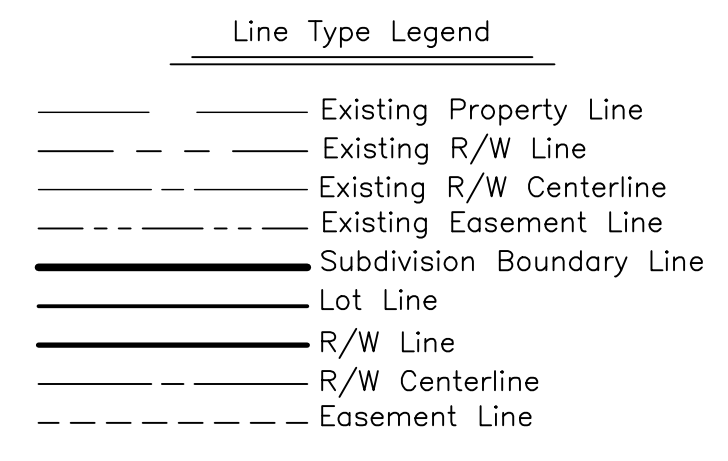 Line Type Legend
Existing Property Line
Existing R/W Line
Existing R/W Centerline
Existing Easement Line
Subdivision Boundary Line
Lot Line
R/W Line
R/W Centerline
Easement Line